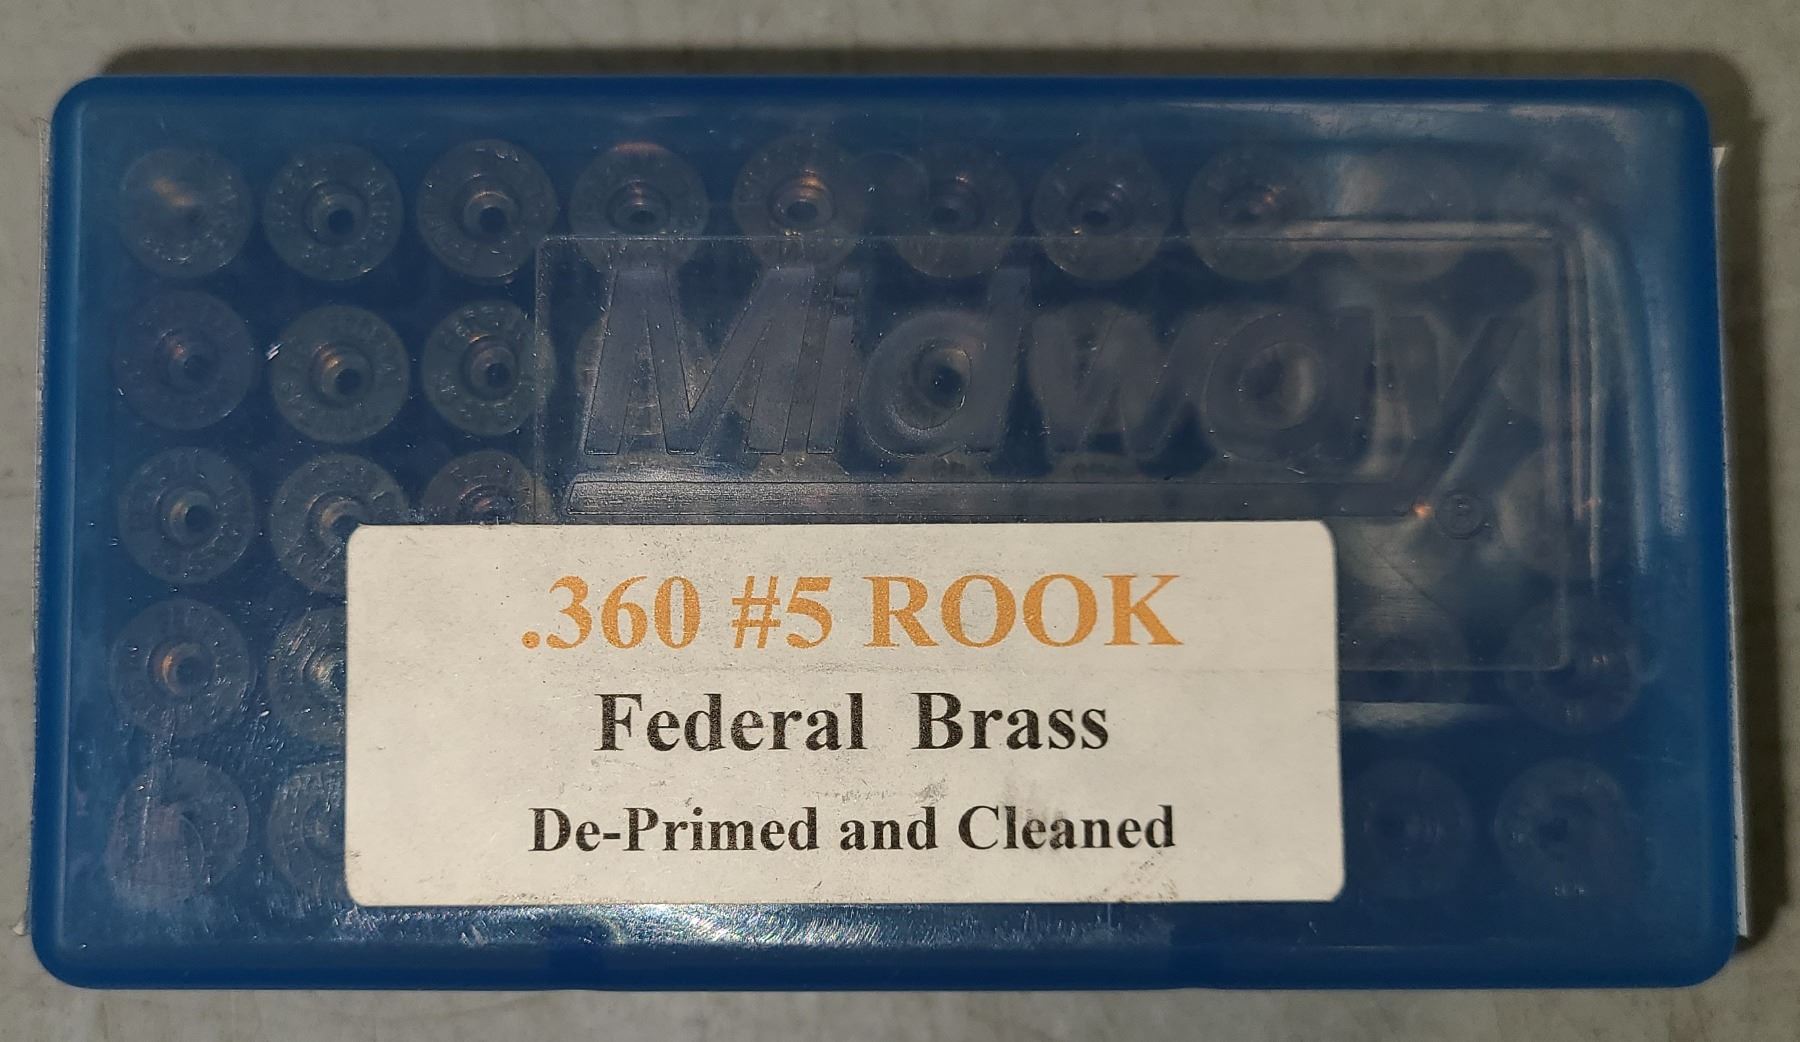 Midway
®
.360 #5 ROOK
Federal Brass
De-Primed and Cleaned